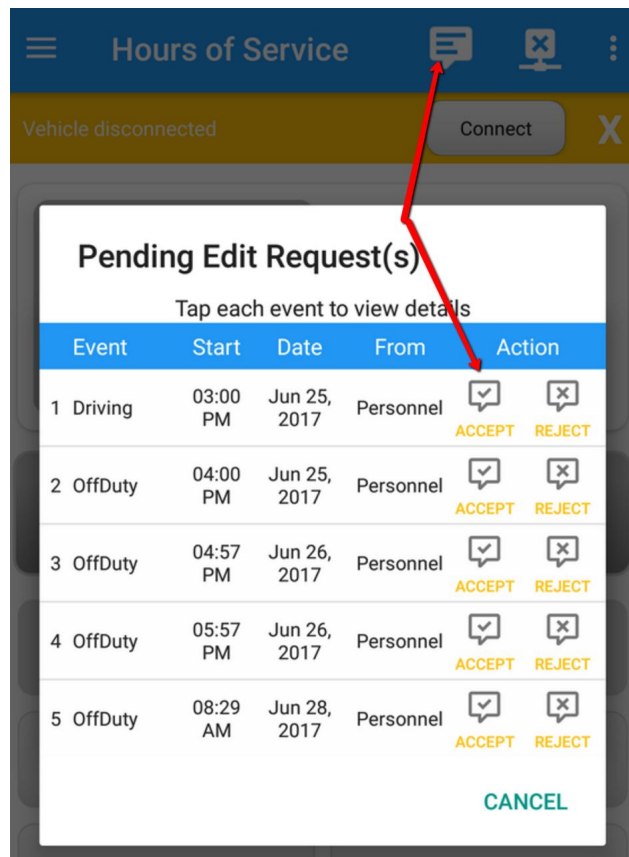 Hours of Service
Vehicle disconnected
Connect
X
Pending Edit Request(s)
Tap each event to view details
Event Start Date From Action
1 Driving 03:00 PM Jun 25, 2017 Personnel ACCEPT REJECT
2 OffDuty 04:00 PM Jun 25, 2017 Personnel ACCEPT REJECT
3 OffDuty 04:57 PM Jun 26, 2017 Personnel ACCEPT REJECT
4 OffDuty 05:57 PM Jun 26, 2017 Personnel ACCEPT REJECT
5 OffDuty 08:29 AM Jun 28, 2017 Personnel ACCEPT REJECT
CANCEL